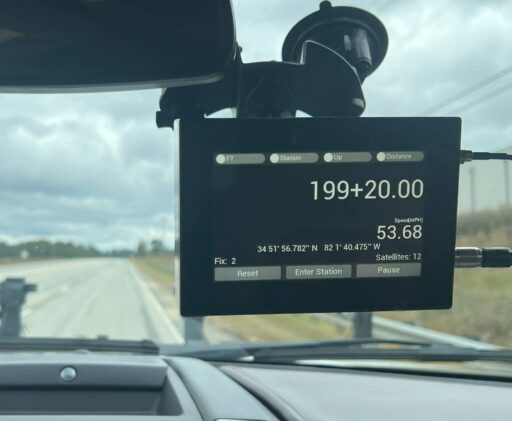 FT Station Up Distance
199+20.00
Speed(MPH)
53.68
34 51' 56.782" N 82 1' 40.475" W
Fix: 2 Satellites: 12
Reset Enter Station Pause